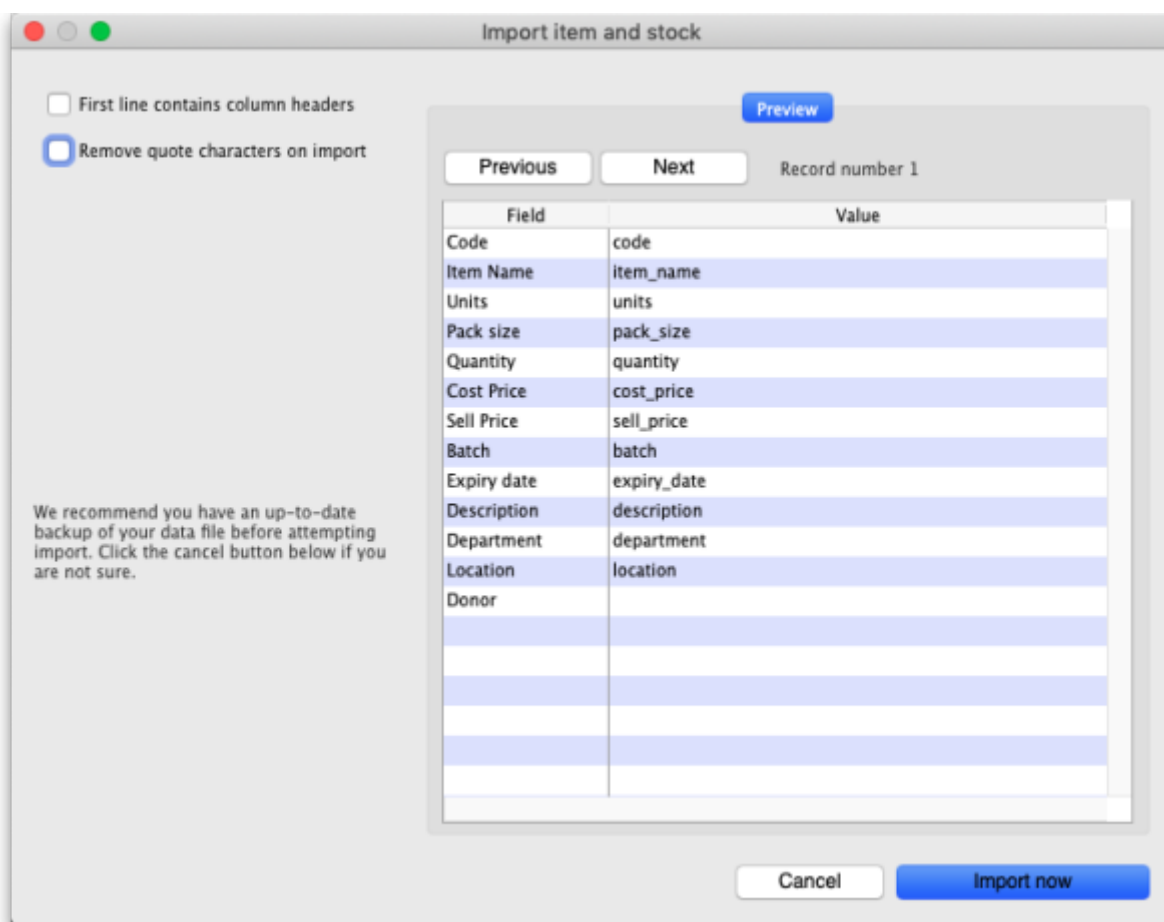 Import item and stock
First line contains column headers
Remove quote characters on import
We recommend you have an up-to-date
backup of your data file before attempting
import. Click the cancel button below if you
are not sure.
Preview
Previous Next Record number 1
Field Value
Code code
Item Name item_name
Units units
Pack size pack_size
Quantity quantity
Cost Price cost_price
Sell Price sell_price
Batch batch
Expiry date expiry_date
Description description
Department department
Location location
Donor
Cancel Import now